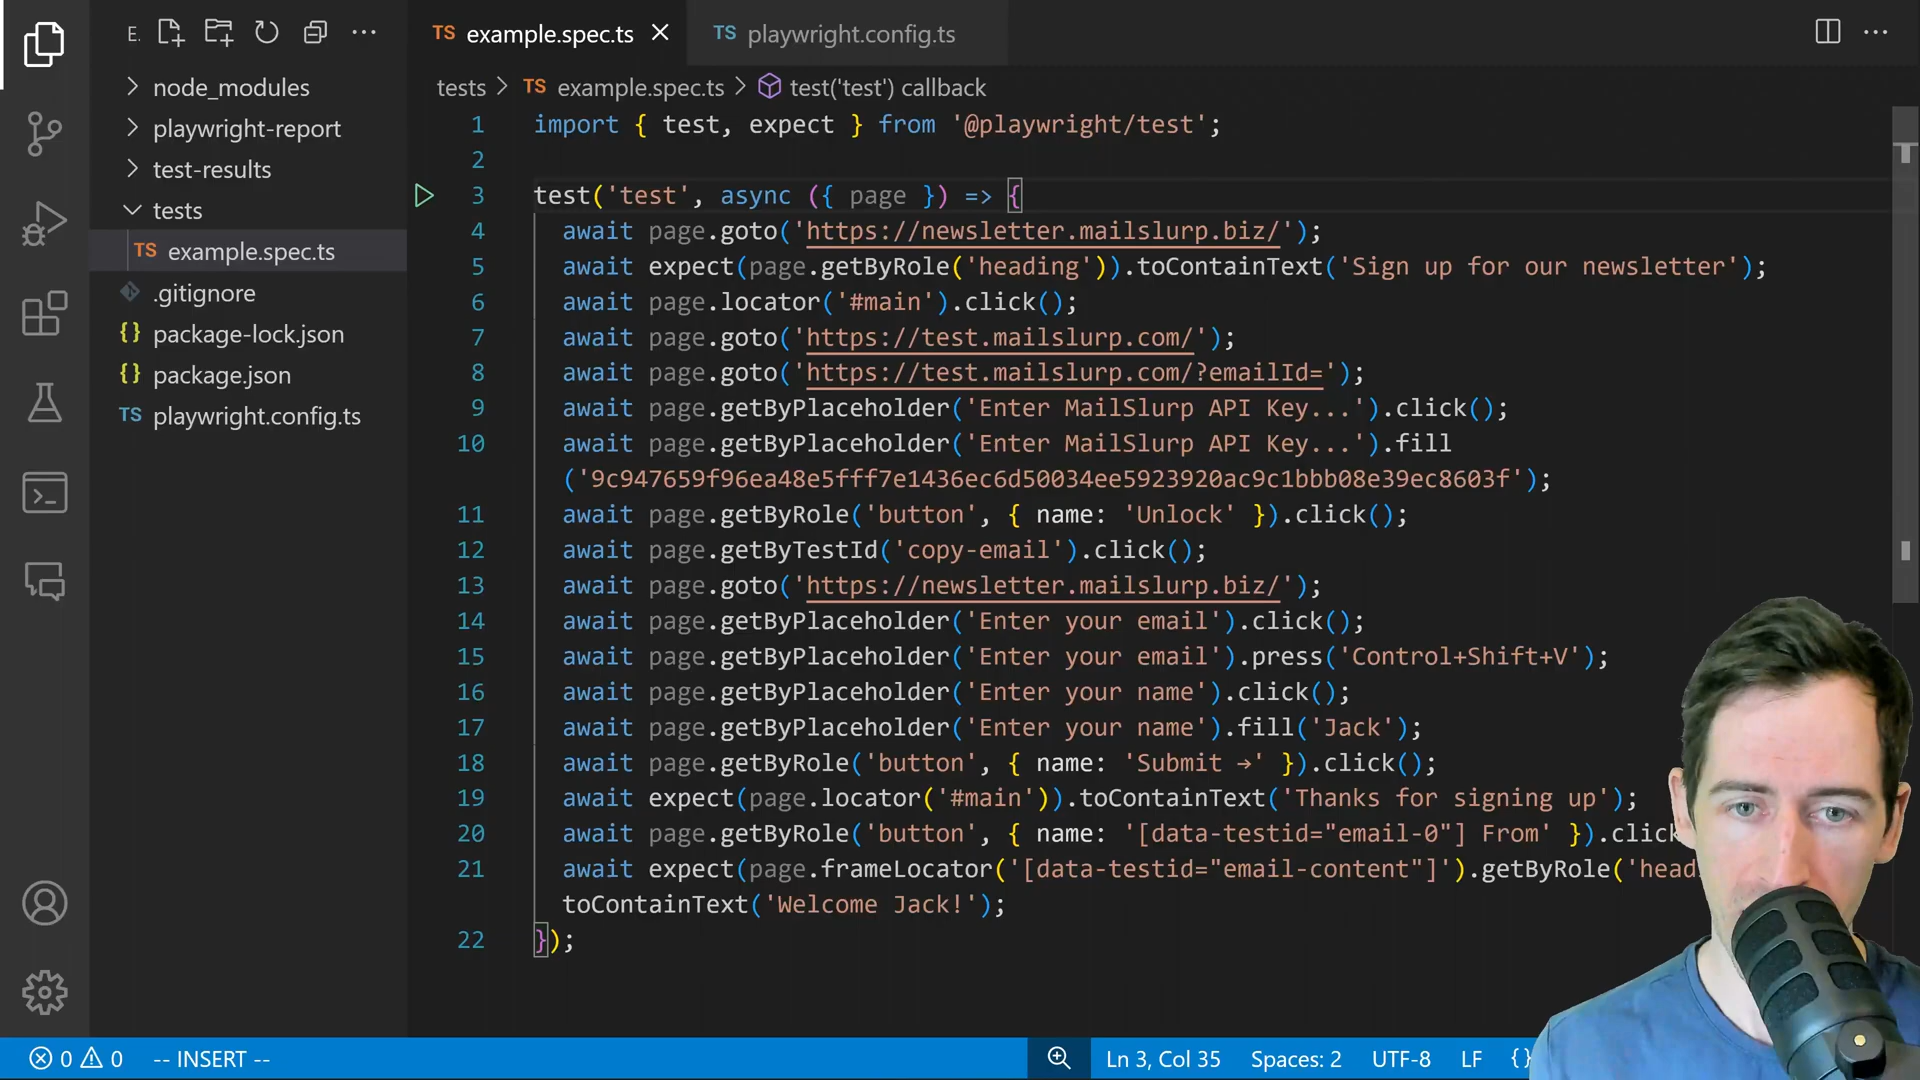 E.
TS example.spec.ts
TS playwright.config.ts
tests > TS example.spec.ts > test('test') callback
node_modules
playwright-report
test-results
tests
TS example.spec.ts
.gitignore
{} package-lock.json
{} package.json
TS playwright.config.ts
1 import { test, expect } from '@playwright/test';
2
3 test('test', async ({ page }) => {
4 await page.goto('https://newsletter.mailslurp.biz/');
5 await expect(page.getByRole('heading')).toContainText('Sign up for our newsletter');
6 await page.locator('#main').click();
7 await page.goto('https://test.mailslurp.com/');
8 await page.goto('https://test.mailslurp.com/?emailId=');
9 await page.getByPlaceholder('Enter MailSlurp API Key...').click();
10 await page.getByPlaceholder('Enter MailSlurp API Key...').fill
('9c947659f96ea48e5fff7e1436ec6d50034ee5923920ac9c1bbb08e39ec8603f');
11 await page.getByRole('button', { name: 'Unlock' }).click();
12 await page.getByTestId('copy-email').click();
13 await page.goto('https://newsletter.mailslurp.biz/');
14 await page.getByPlaceholder('Enter your email').click();
15 await page.getByPlaceholder('Enter your email').press('Control+Shift+V');
16 await page.getByPlaceholder('Enter your name').click();
17 await page.getByPlaceholder('Enter your name').fill('Jack');
18 await page.getByRole('button', { name: 'Submit →' }).click();
19 await expect(page.locator('#main')).toContainText('Thanks for signing up');
20 await page.getByRole('button', { name: '[data-testid="email-0"] From' }).click
21 await expect(page.frameLocator('[data-testid="email-content"]').getByRole('head
toContainText('Welcome Jack!');
22 });
0 0 -- INSERT -- Ln 3, Col 35 Spaces: 2 UTF-8 LF {}